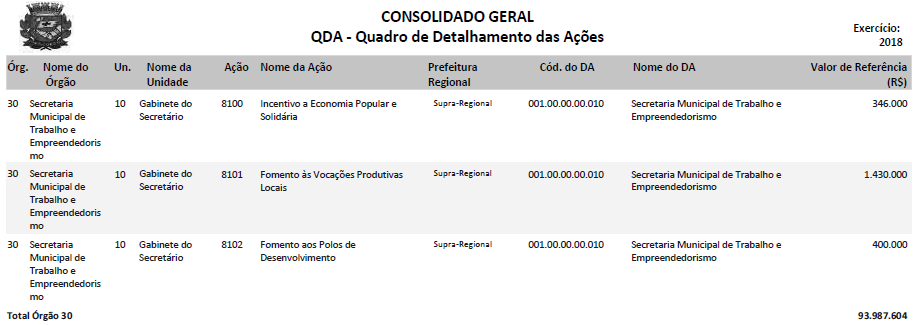 CONSOLIDADO GERAL
QDA - Quadro de Detalhamento das Ações
Exercício:
2018
Órg. Nome do Órgão Un. Nome da Unidade Ação Nome da Ação Prefeitura Regional Cód. do DA Nome do DA Valor de Referência (R$)
30 Secretaria 10 Gabinete do 8100 Incentivo a Economia Popular e Supra-Regional 001.00.00.00.010 Secretaria Municipal de Trabalho e 346.000
Municipal de Secretário Solidária Empreendedorismo
Trabalho e
Empreendedoris
mo
30 Secretaria 10 Gabinete do 8101 Fomento às Vocações Produtivas Supra-Regional 001.00.00.00.010 Secretaria Municipal de Trabalho e 1.430.000
Municipal de Secretário Locais Empreendedorismo
Trabalho e
Empreendedoris
mo
30 Secretaria 10 Gabinete do 8102 Fomento aos Polos de Supra-Regional 001.00.00.00.010 Secretaria Municipal de Trabalho e 400.000
Municipal de Secretário Desenvolvimento Empreendedorismo
Trabalho e
Empreendedoris
mo
Total Órgão 30 93.987.604